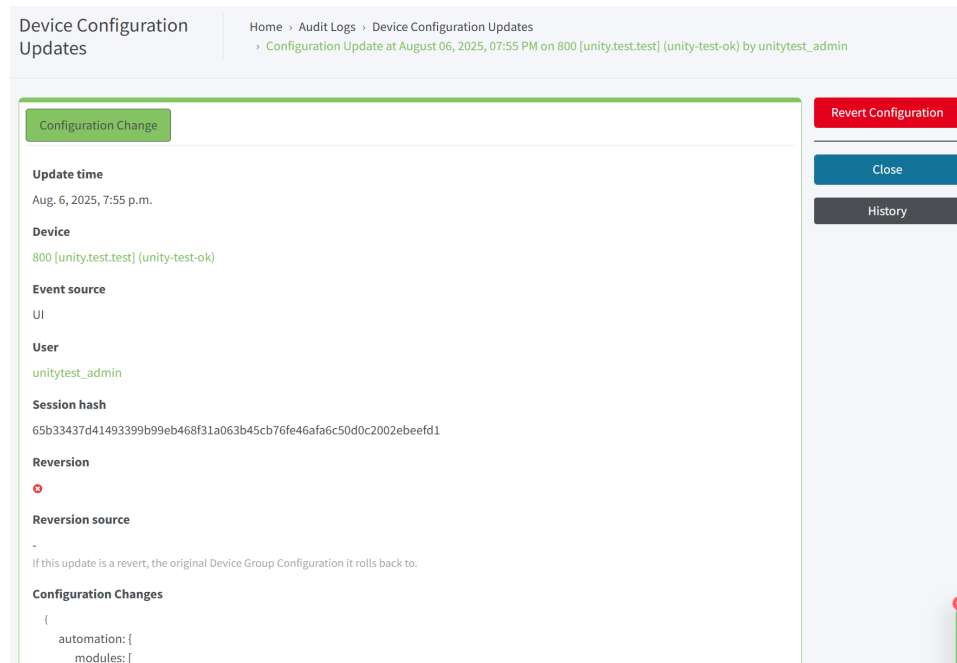 Device Configuration
Updates
Home › Audit Logs › Device Configuration Updates
› Configuration Update at August 06, 2025, 07:55 PM on 800 [unity.test.test] (unity-test-ok) by unitytest_admin
Configuration Change
Revert Configuration
Close
History
Update time
Aug. 6, 2025, 7:55 p.m.
Device
800 [unity.test.test] (unity-test-ok)
Event source
UI
User
unitytest_admin
Session hash
65b33437d41493399b99eb468f31a063b45cb76fe46afa6c50d0c2002ebeefd1
Reversion
Reversion source
-
If this update is a revert, the original Device Group Configuration it rolls back to.
Configuration Changes
{
automation: {
modules: [